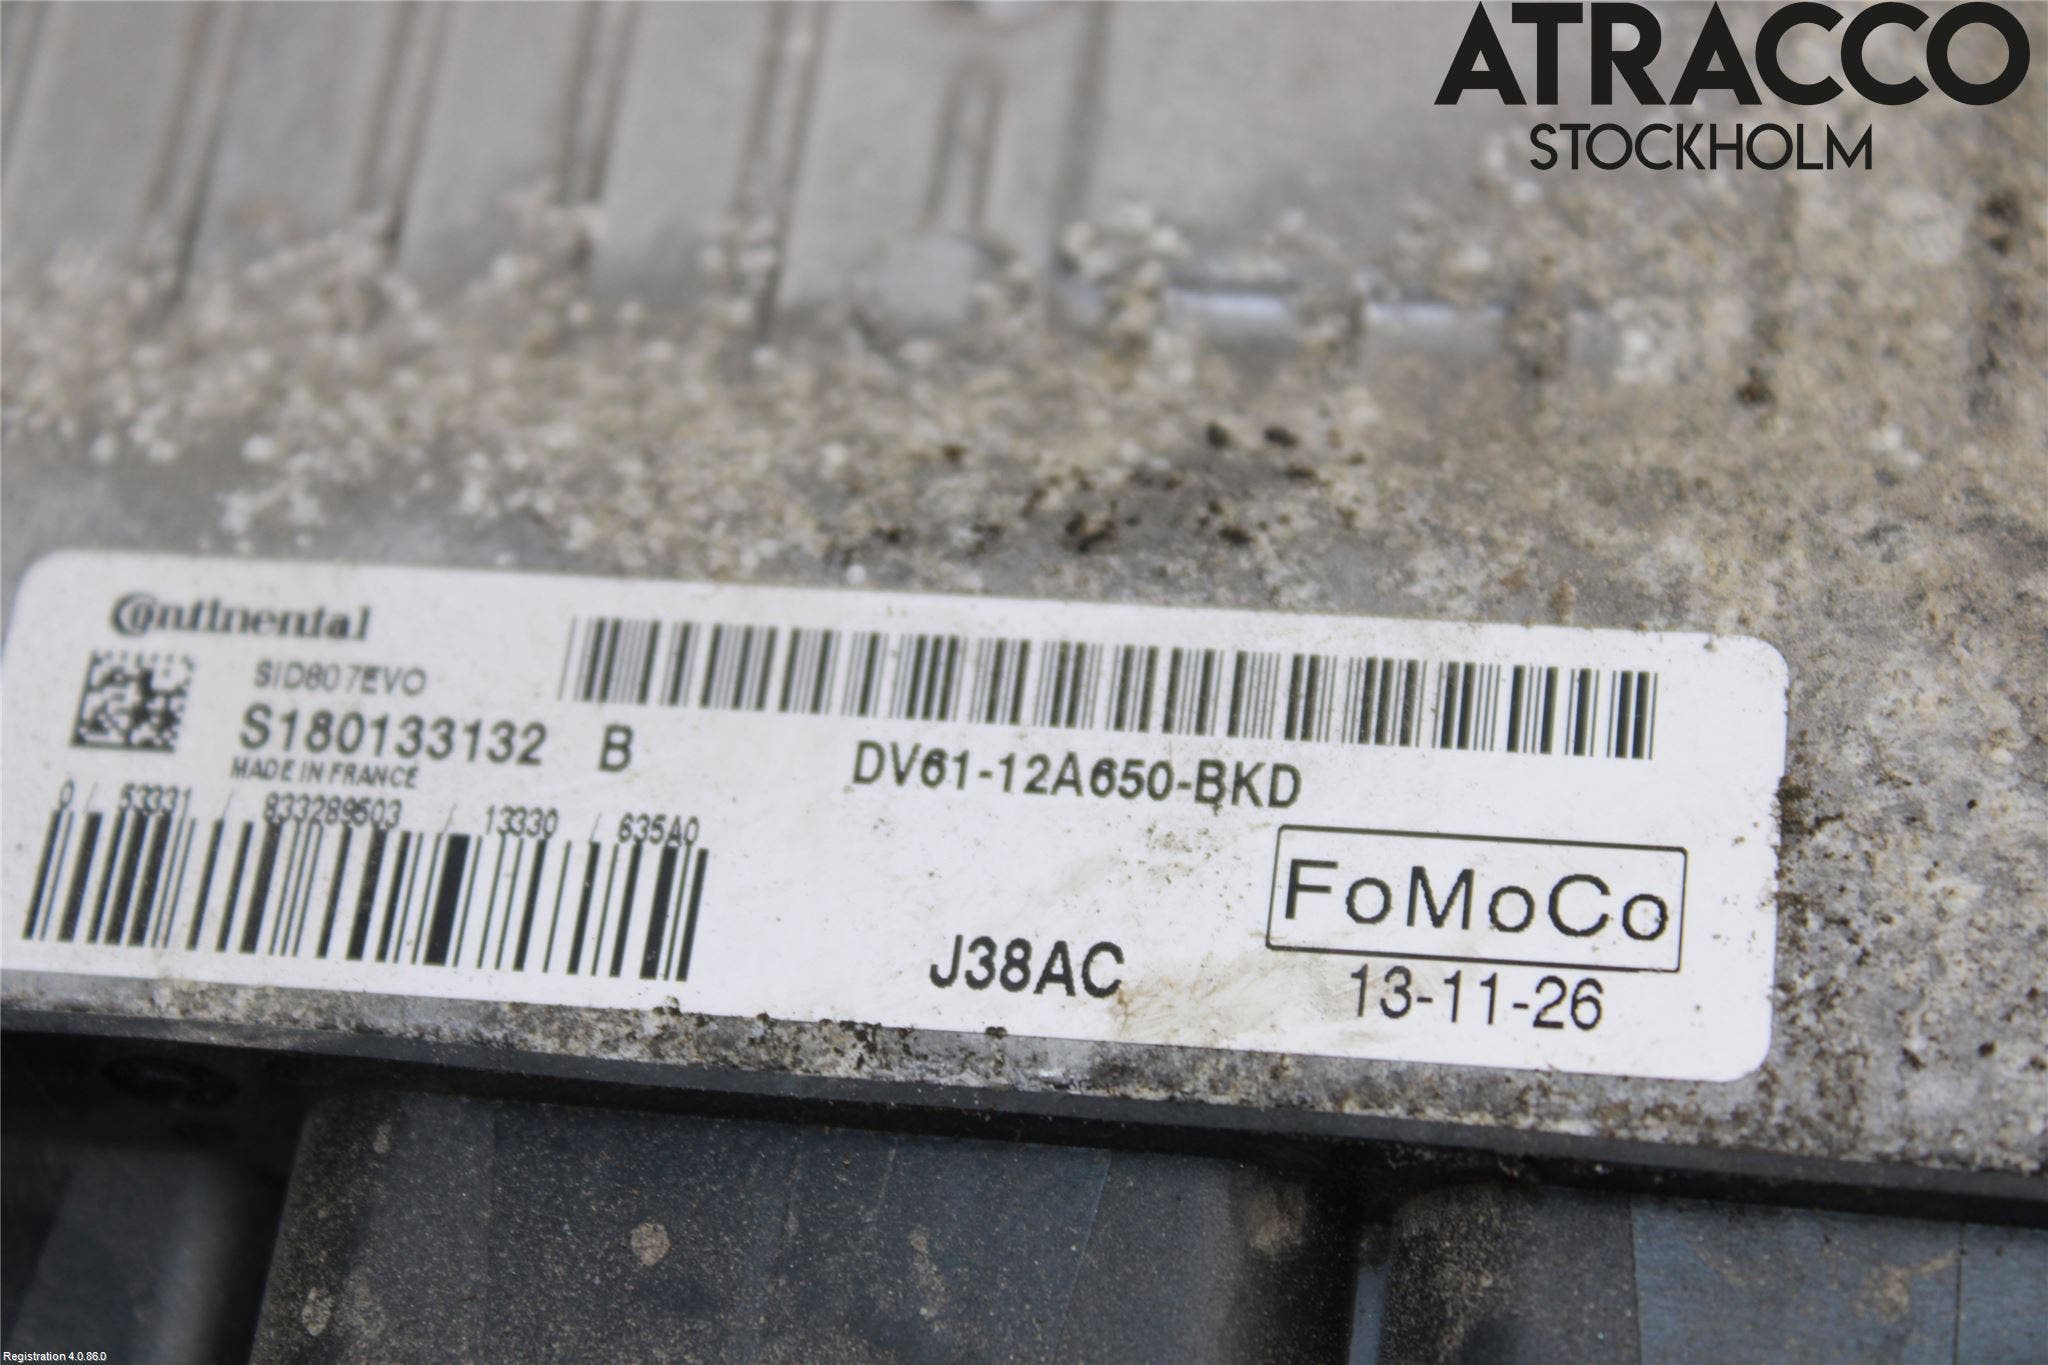 ATRACCO
STOCKHOLM
Continental
SID807EVO
S180133132 B
MADE IN FRANCE
DV61-12A650-BKD
0 / 53331 / 833289503 / 13330 / 635A0
FoMoCo
J38AC
13-11-26
Registration 4.0.86.0